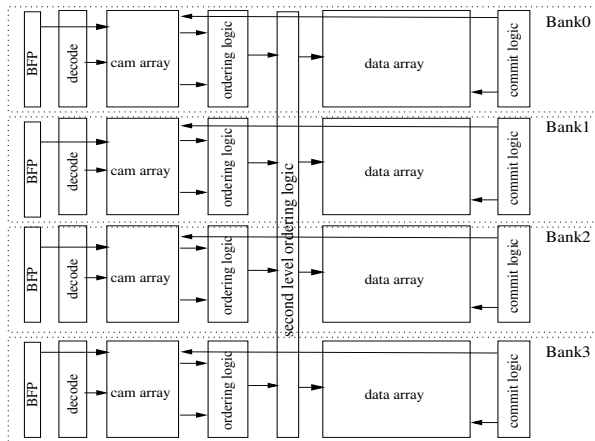 Bank0
BFP
decode
cam array
ordering logic
data array
commit logic
Bank1
BFP
decode
cam array
ordering logic
data array
commit logic
second level ordering logic
Bank2
BFP
decode
cam array
ordering logic
data array
commit logic
Bank3
BFP
decode
cam array
ordering logic
data array
commit logic